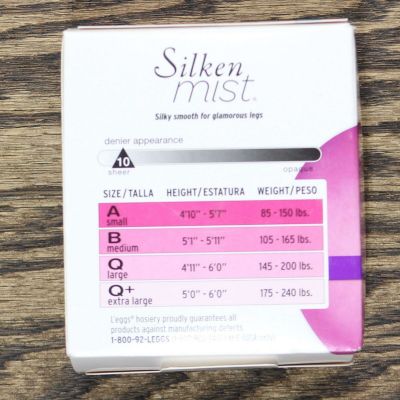 Silken
mist®
Silky smooth for glamorous legs
denier appearance
10
sheer opaque
SIZE/TALLA HEIGHT/ESTATURA WEIGHT/PESO
A small 4'10" - 5'7" 85 - 150 lbs.
B medium 5'1" - 5'11" 105 - 165 lbs.
Q large 4'11" - 6'0" 145 - 200 lbs.
Q+ extra large 5'0" - 6'0" 175 - 240 lbs.
L'eggs hosiery proudly guarantees all
products against manufacturing defects.
1-800-92-LEGGS